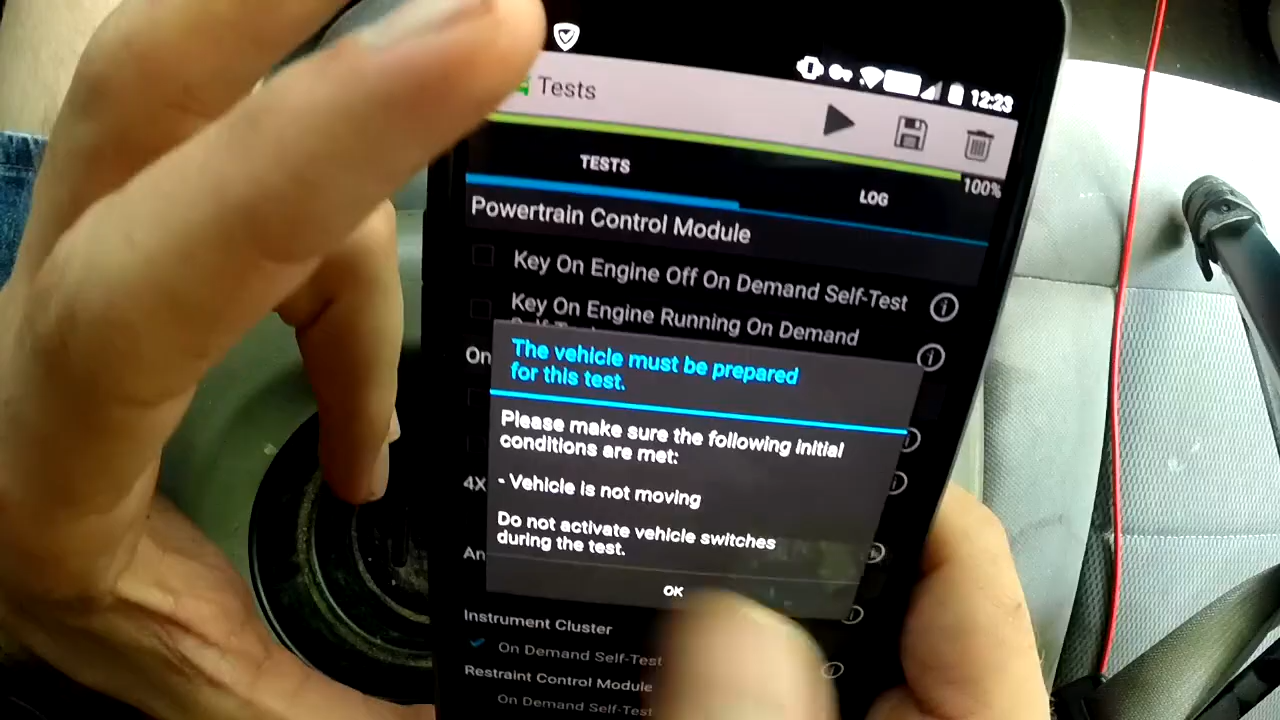 12:23
Tests
100%
TESTS
LOG
Powertrain Control Module
Key On Engine Off On Demand Self-Test
Key On Engine Running On Demand
On
The vehicle must be prepared
for this test.
Please make sure the following initial
conditions are met:
- Vehicle is not moving
4X
Do not activate vehicle switches
during the test.
An
OK
Instrument Cluster
On Demand Self-Test
Restraint Control Module
On Demand Self-Test